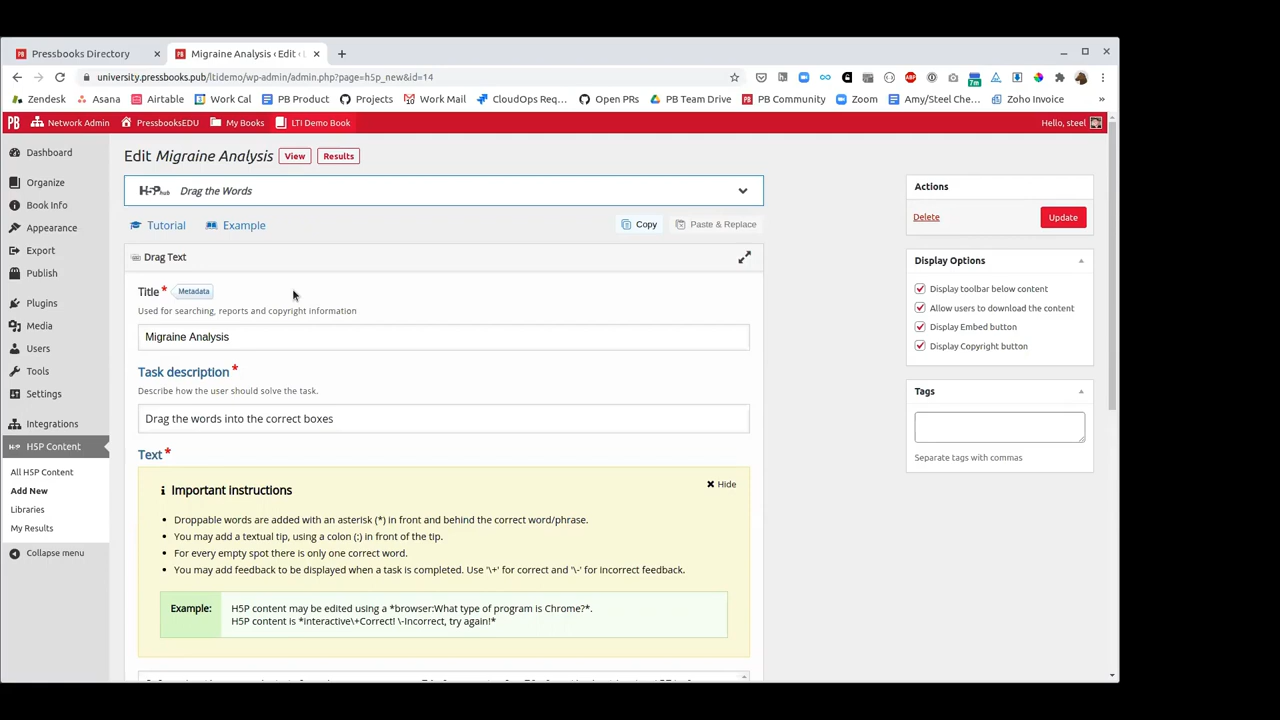 Pressbooks Directory
Migraine Analysis ‹ Edit ‹
university.pressbooks.pub/ltidemo/wp-admin/admin.php?page=h5p_new&id=14
Zendesk Asana Airtable Work Cal PB Product Projects Work Mail CloudOps Req... Open PRs PB Team Drive PB Community Zoom Amy/Steel Che... Zoho Invoice »
PB Network Admin PressbooksEDU My Books LTI Demo Book Hello, steel
Dashboard
Organize
Book Info
Appearance
Export
Publish
Plugins
Media
Users
Tools
Settings
Integrations
H5P H5P Content
All H5P Content
Add New
Libraries
My Results
Collapse menu
Edit Migraine Analysis View Results
H5P hub Drag the Words
Tutorial Example Copy Paste & Replace
Drag Text
Title * Metadata
Used for searching, reports and copyright information
Migraine Analysis
Task description *
Describe how the user should solve the task.
Drag the words into the correct boxes
Text *
Important instructions Hide
• Droppable words are added with an asterisk (*) in front and behind the correct word/phrase.
• You may add a textual tip, using a colon (:) in front of the tip.
• For every empty spot there is only one correct word.
• You may add feedback to be displayed when a task is completed. Use '\+' for correct and '\-' for incorrect feedback.
Example: H5P content may be edited using a *browser:What type of program is Chrome?*.
H5P content is *interactive\+Correct! \-Incorrect, try again!*
Actions
Delete Update
Display Options
Display toolbar below content
Allow users to download the content
Display Embed button
Display Copyright button
Tags
Separate tags with commas